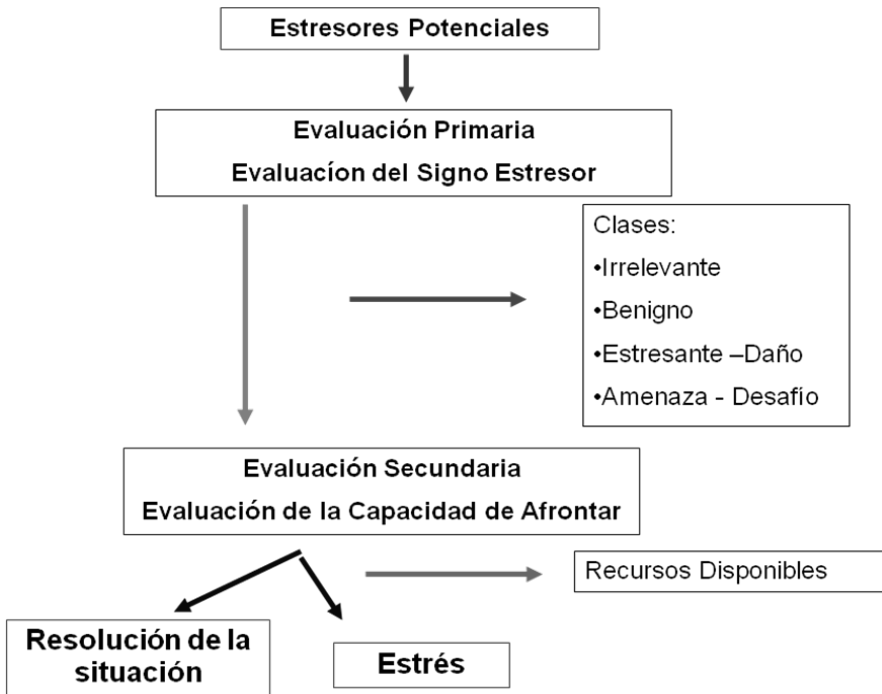 Estresores Potenciales
Evaluación Primaria
Evaluacíon del Signo Estresor
Clases:
•Irrelevante
•Benigno
•Estresante –Daño
•Amenaza - Desafío
Evaluación Secundaria
Evaluación de la Capacidad de Afrontar
Recursos Disponibles
Resolución de la
situación
Estrés